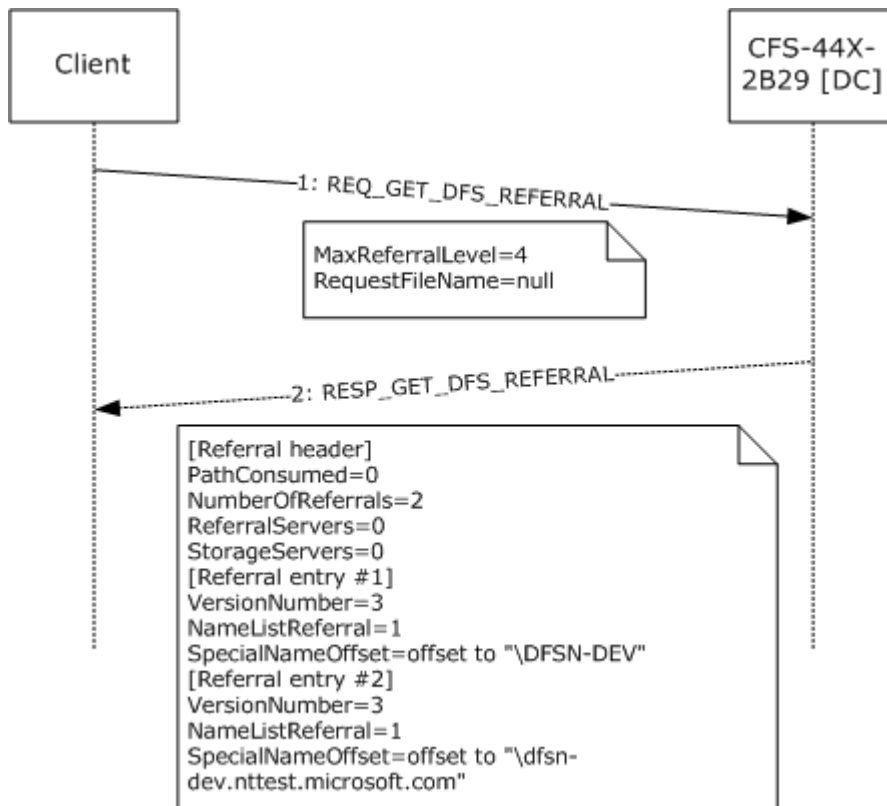 Client
CFS-44X-
2B29 [DC]
1: REQ_GET_DFS_REFERRAL
MaxReferralLevel=4
RequestFileName=null
2: RESP_GET_DFS_REFERRAL
[Referral header]
PathConsumed=0
NumberOfReferrals=2
ReferralServers=0
StorageServers=0
[Referral entry #1]
VersionNumber=3
NameListReferral=1
SpecialNameOffset=offset to "\DFSN-DEV"
[Referral entry #2]
VersionNumber=3
NameListReferral=1
SpecialNameOffset=offset to "\dfsn-
dev.nttest.microsoft.com"